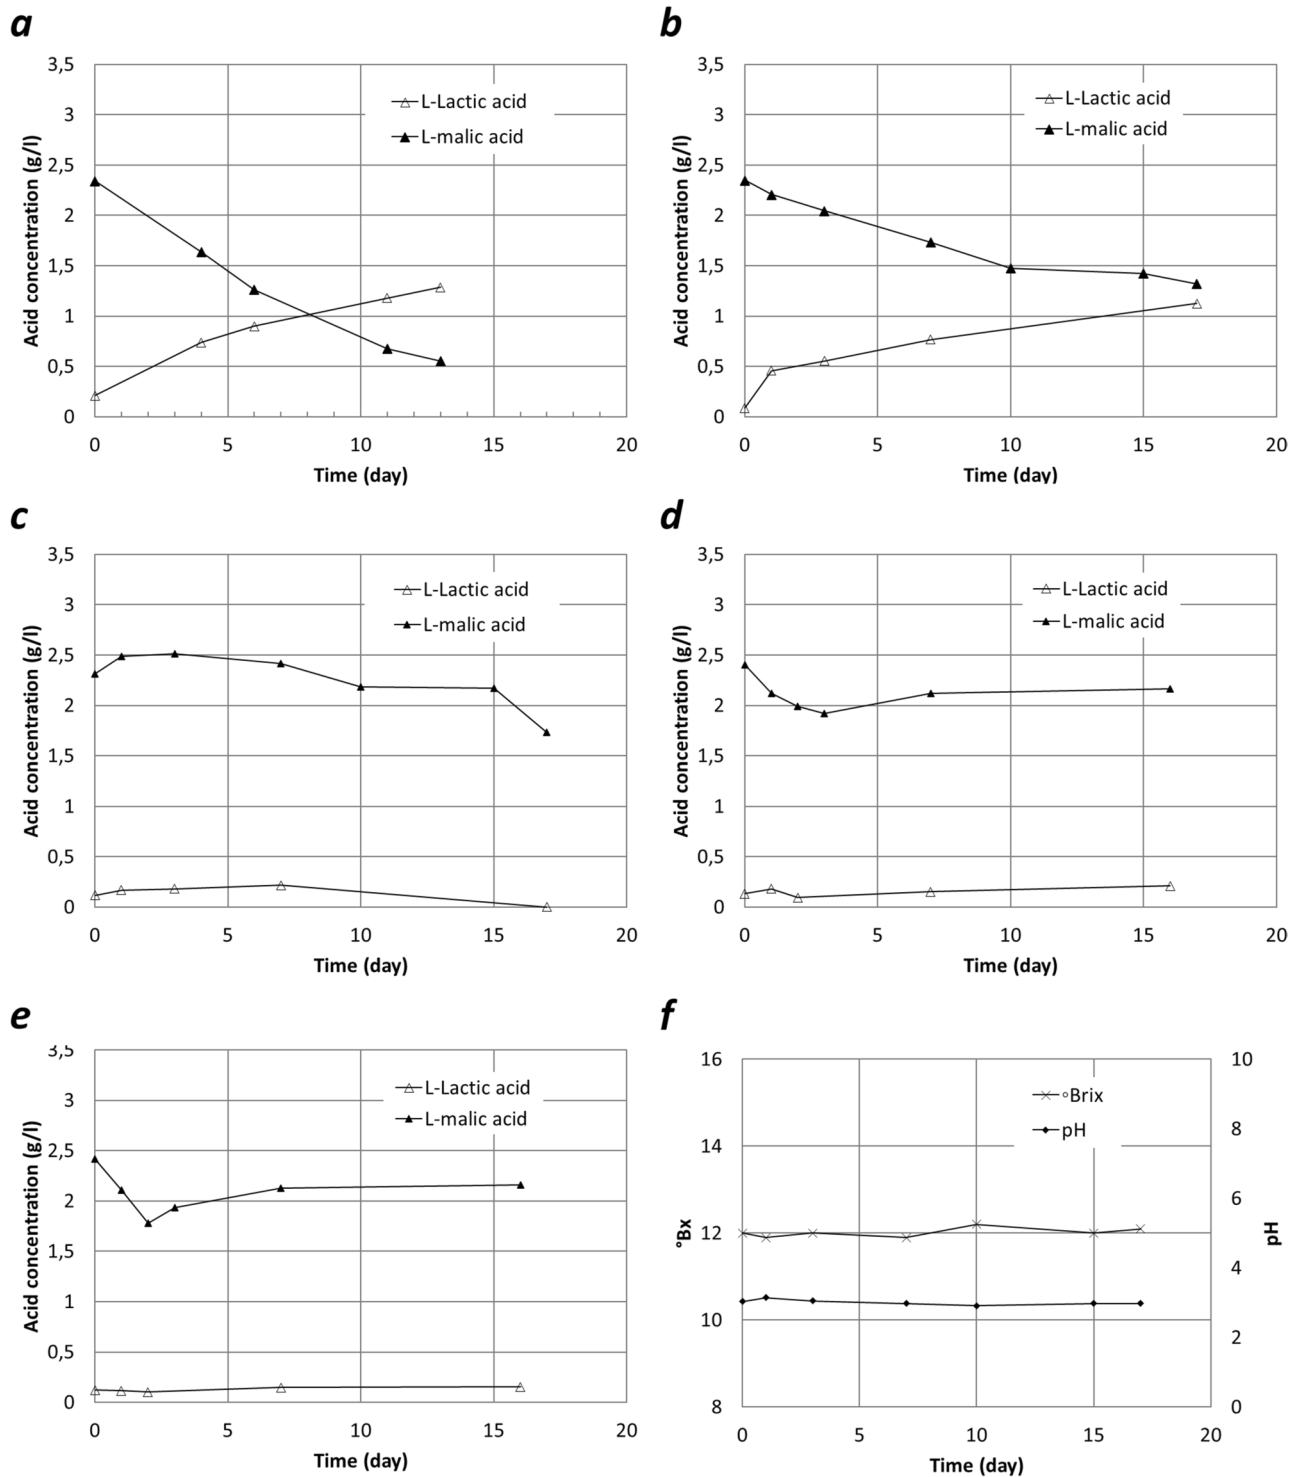 a
3,5
3
2,5
2
1,5
1
0,5
0
Acid concentration (g/l)
L-Lactic acid
L-malic acid
0 5 10 15 20
Time (day)
b
3,5
3
2,5
2
1,5
1
0,5
0
Acid concentration (g/l)
L-Lactic acid
L-malic acid
0 5 10 15 20
Time (day)
c
3,5
3
2,5
2
1,5
1
0,5
0
Acid concentration (g/l)
L-Lactic acid
L-malic acid
0 5 10 15 20
Time (day)
d
3,5
3
2,5
2
1,5
1
0,5
0
Acid concentration (g/l)
L-Lactic acid
L-malic acid
0 5 10 15 20
Time (day)
e
3,5
3
2,5
2
1,5
1
0,5
0
Acid concentration (g/l)
L-Lactic acid
L-malic acid
0 5 10 15 20
Time (day)
f
16
14
12
10
8
°Bx
°Brix
pH
10
8
6
4
2
0
pH
0 5 10 15 20
Time (day)